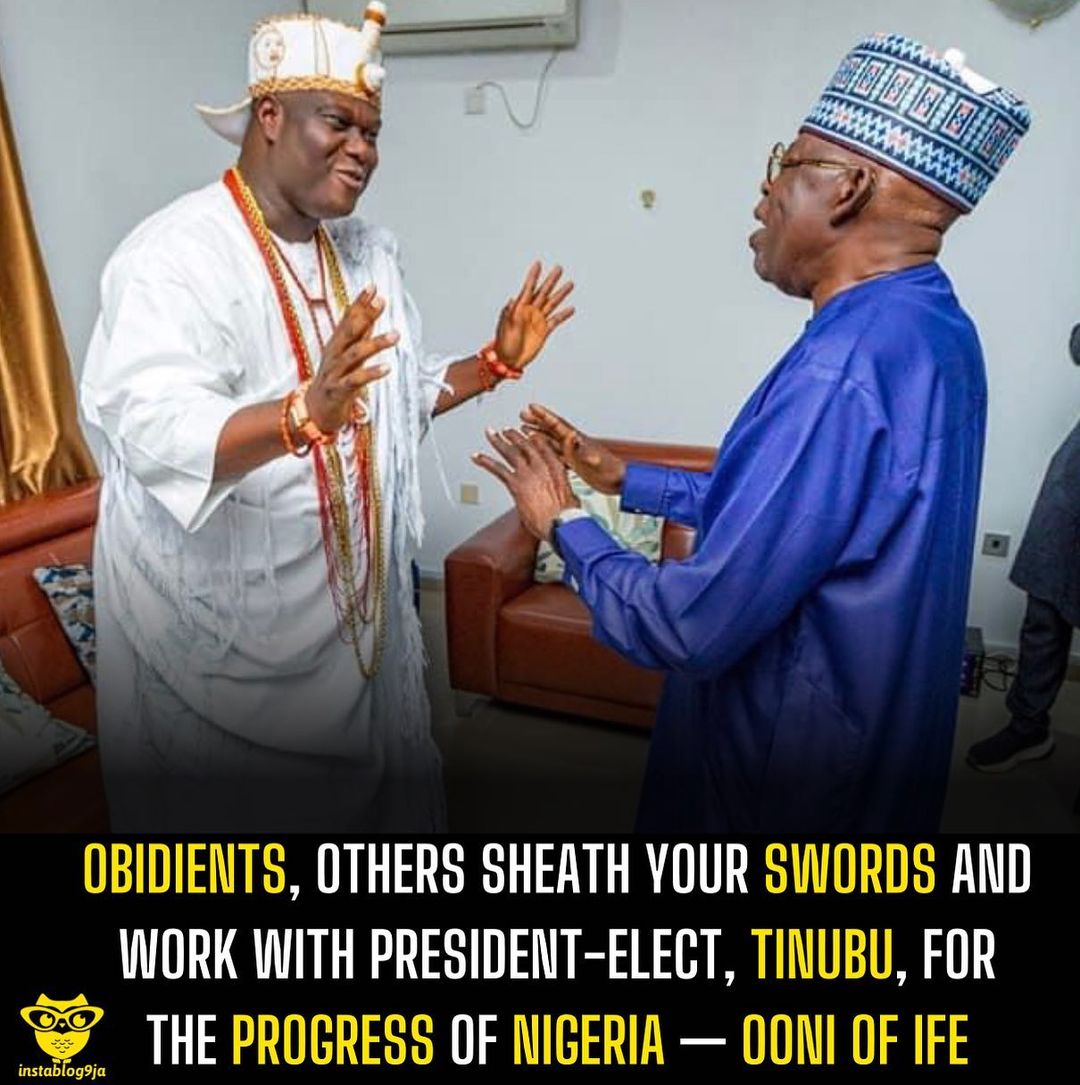 OBIDIENTS, OTHERS SHEATH YOUR SWORDS AND
WORK WITH PRESIDENT-ELECT, TINUBU, FOR
THE PROGRESS OF NIGERIA — OONI OF IFE
instablog9ja